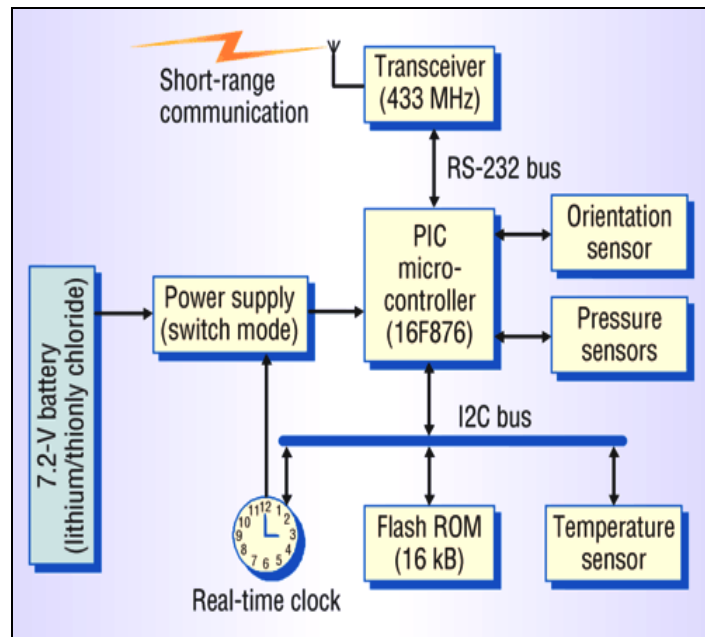 Short-range
communication
Transceiver
(433 MHz)
RS-232 bus
PIC
micro-
controller
(16F876)
Orientation
sensor
Pressure
sensors
Power supply
(switch mode)
7.2-V battery
(lithium/thionly chloride)
I2C bus
12
1
2
3
4
5
6
7
8
9
10
11
Real-time clock
Flash ROM
(16 kB)
Temperature
sensor